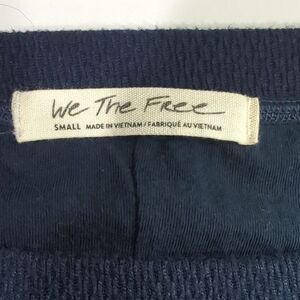 We The Free
SMALL MADE IN VIETNAM / FABRIQUÉ AU VIETNAM